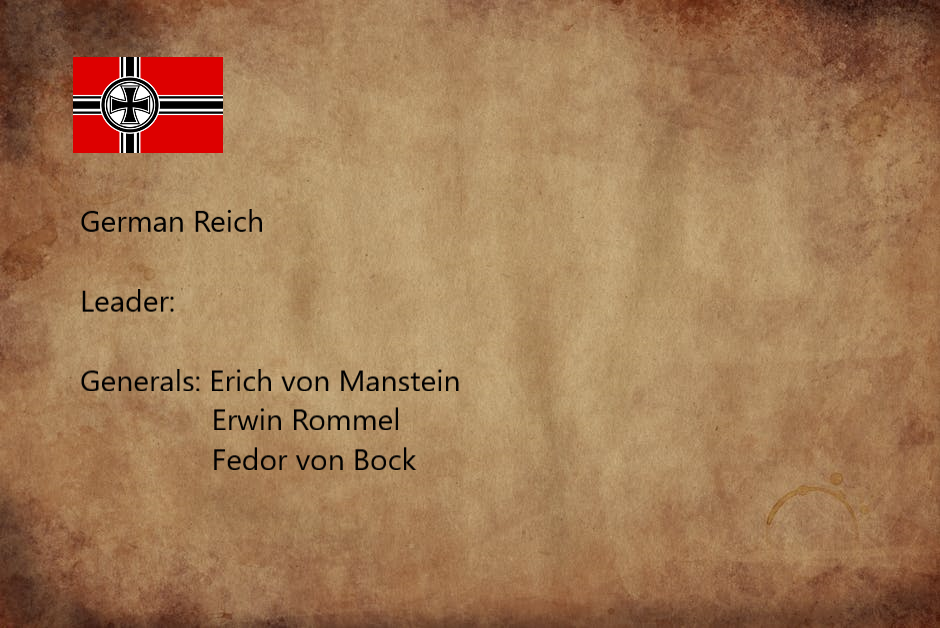 German Reich
Leader:
Generals: Erich von Manstein
Erwin Rommel
Fedor von Bock